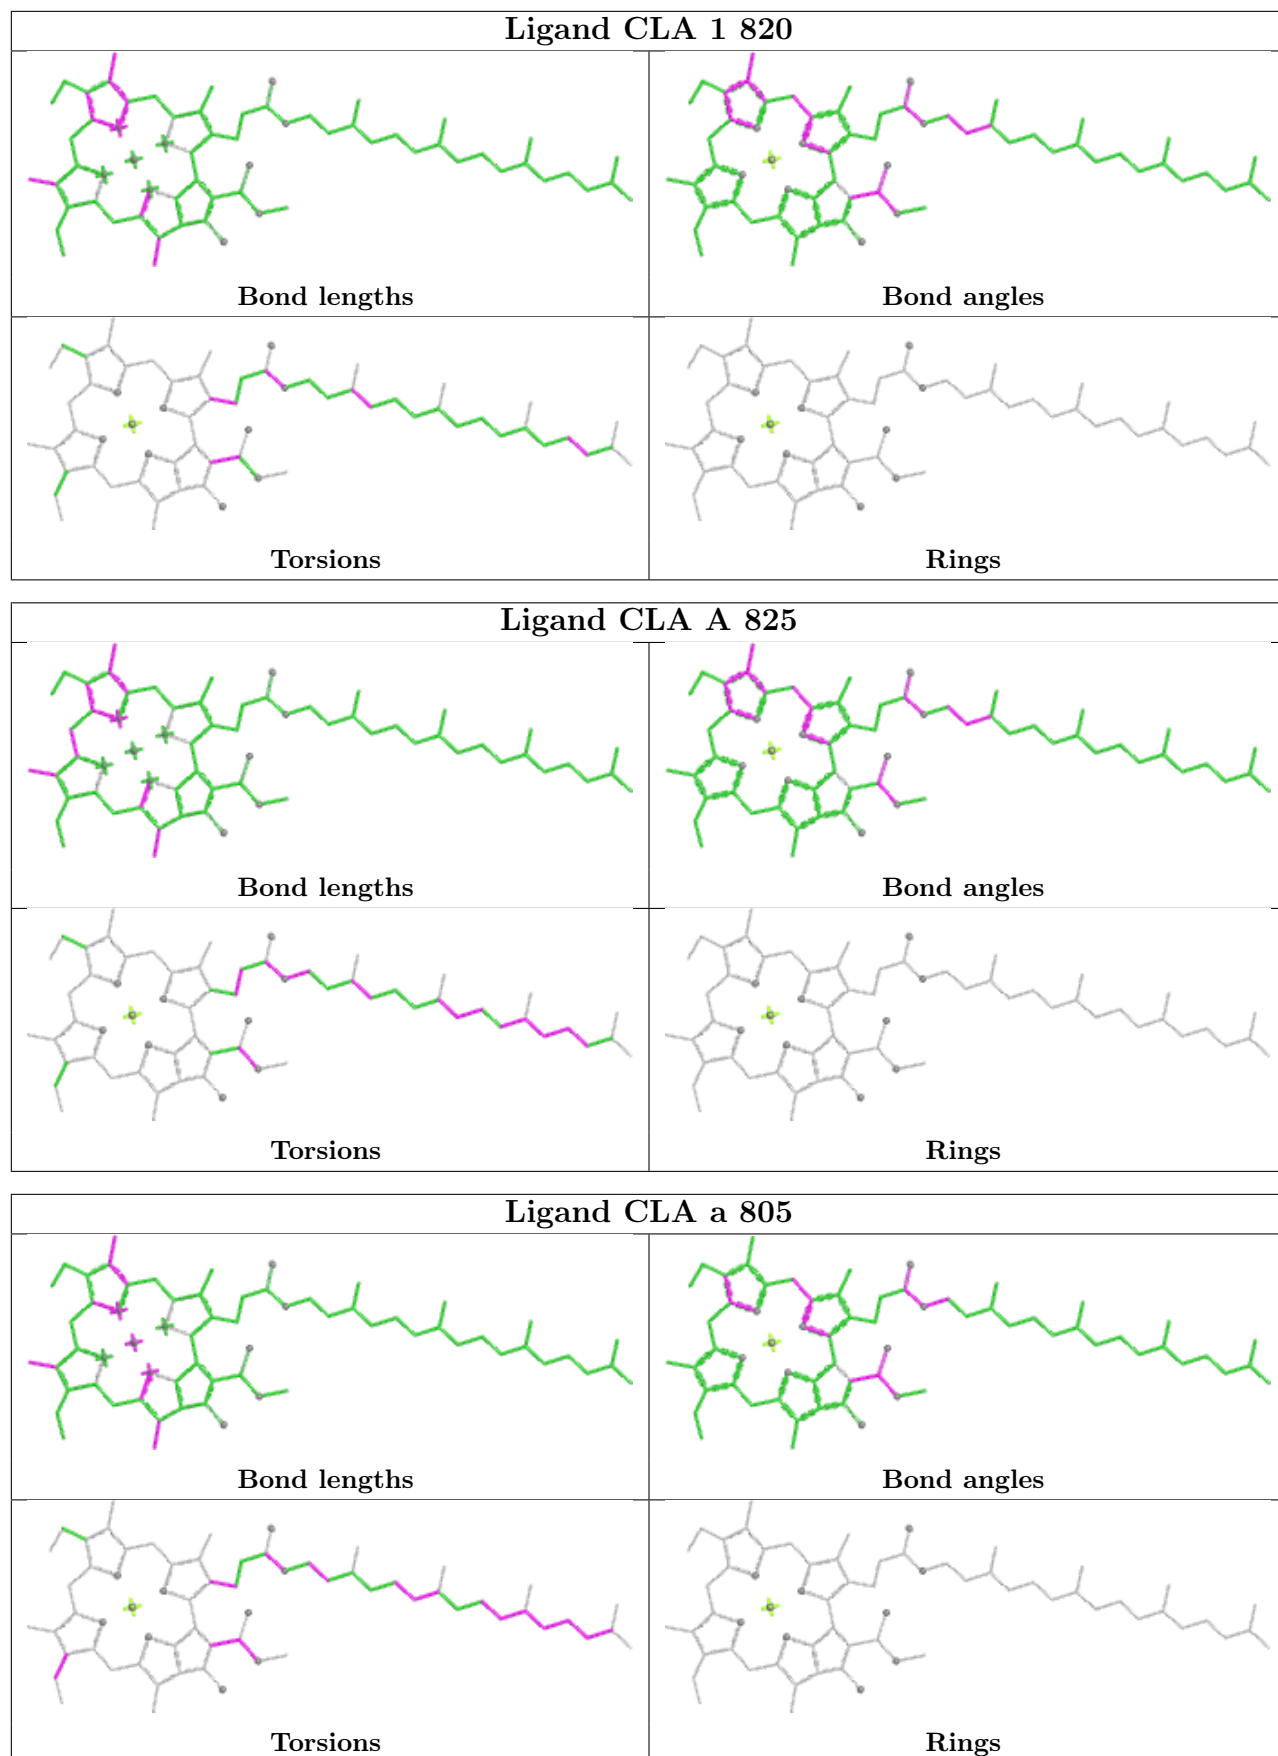 Ligand CLA 1 820
Bond lengths
Bond angles
Torsions
Rings
Ligand CLA A 825
Bond lengths
Bond angles
Torsions
Rings
Ligand CLA a 805
Bond lengths
Bond angles
Torsions
Rings